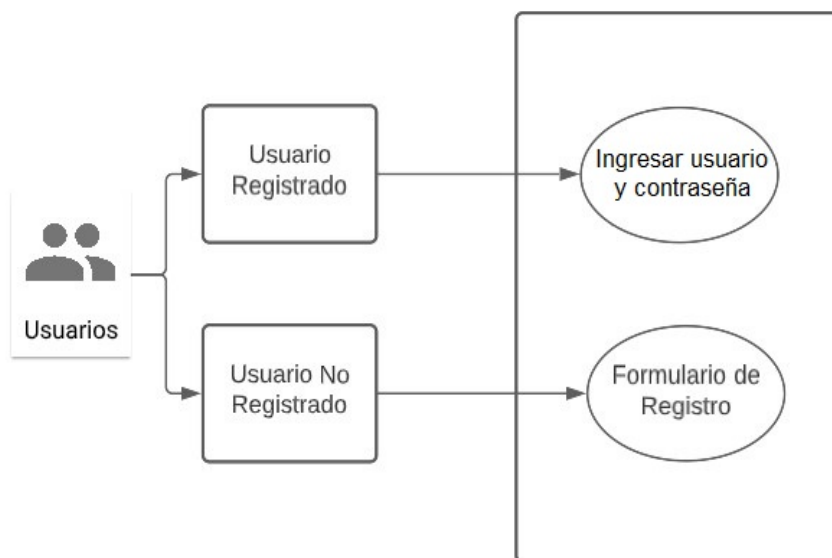 Usuario
Registrado
Ingresar usuario
y contraseña
Usuarios
Usuario No
Registrado
Formulario de
Registro